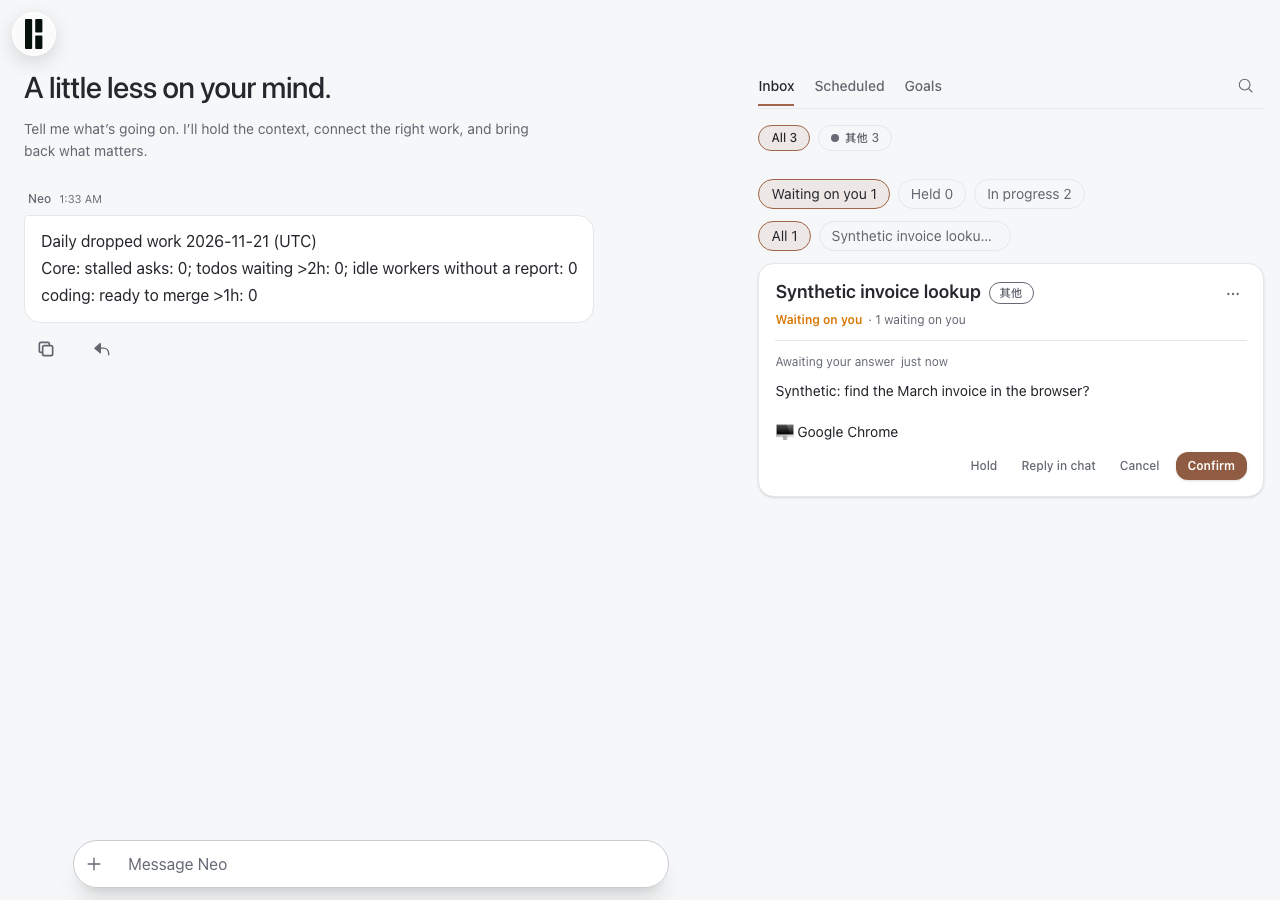 A little less on your mind.
Tell me what's going on. I'll hold the context, connect the right work, and bring
back what matters.
Neo 1:33 AM
Daily dropped work 2026-11-21 (UTC)
Core: stalled asks: 0; todos waiting >2h: 0; idle workers without a report: 0
coding: ready to merge >1h: 0
Message Neo
Inbox Scheduled Goals
All 3 其他 3
Waiting on you 1 Held 0 In progress 2
All 1 Synthetic invoice looku...
Synthetic invoice lookup 其他
Waiting on you · 1 waiting on you
Awaiting your answer just now
Synthetic: find the March invoice in the browser?
Google Chrome
Hold Reply in chat Cancel Confirm